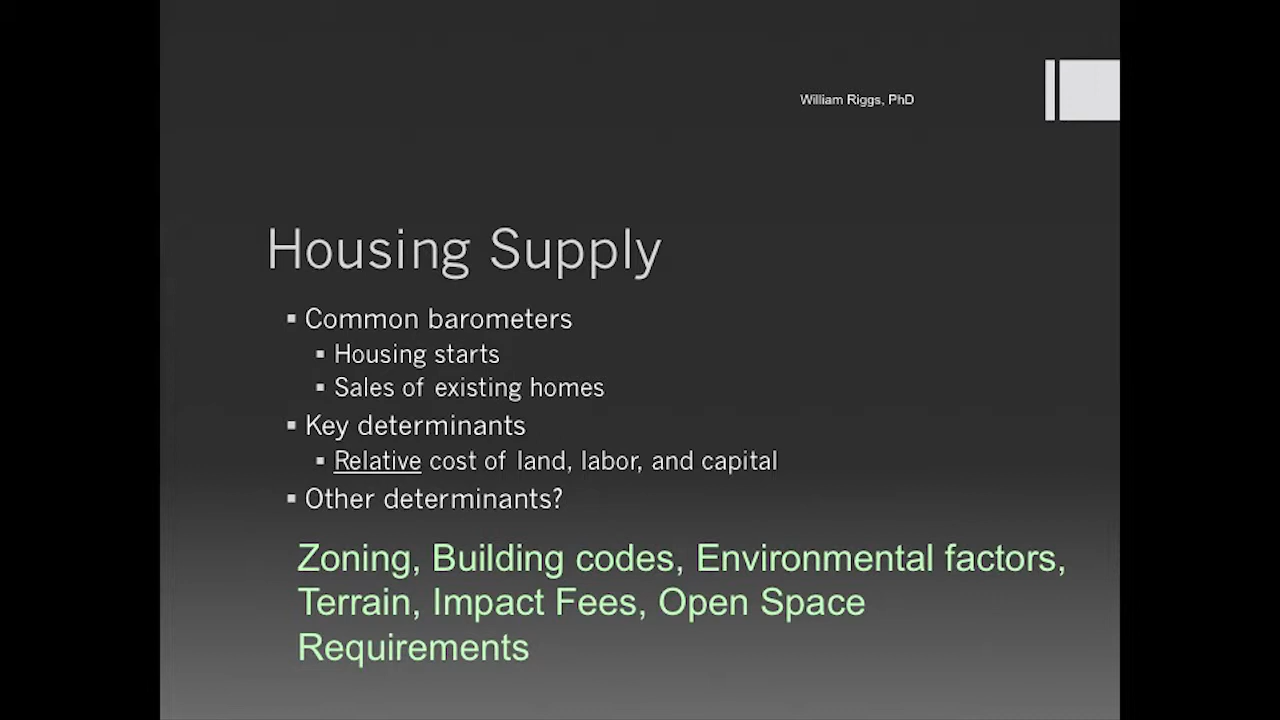 William Riggs, PhD
Housing Supply
▪ Common barometers
▪ Housing starts
▪ Sales of existing homes
▪ Key determinants
▪ Relative cost of land, labor, and capital
▪ Other determinants?
Zoning, Building codes, Environmental factors,
Terrain, Impact Fees, Open Space
Requirements